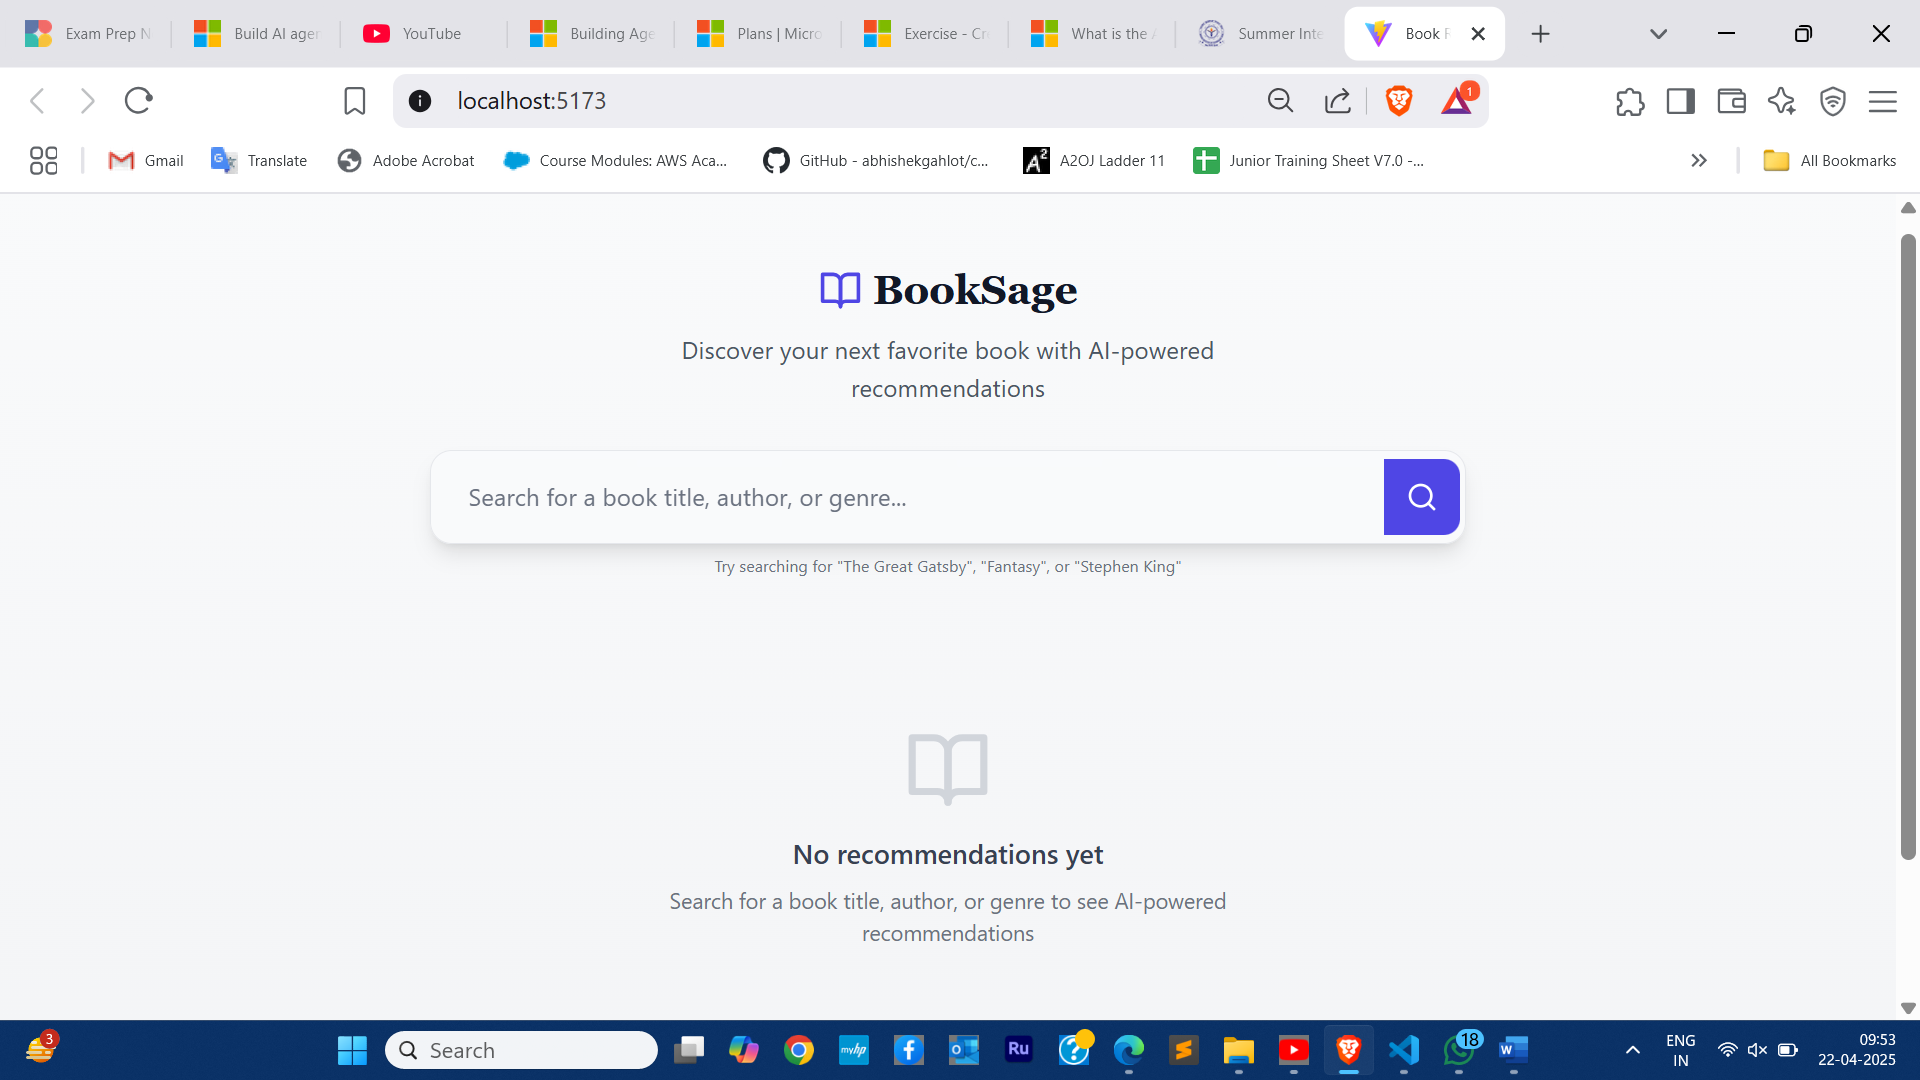 Exam Prep N
Build AI agen
YouTube
Building Age
Plans | Micro
Exercise - Cr
What is the A
Summer Inte
Book R
localhost:5173
1
Gmail
Translate
Adobe Acrobat
Course Modules: AWS Aca...
GitHub - abhishekgahlot/c...
A2OJ Ladder 11
Junior Training Sheet V7.0 -...
All Bookmarks
BookSage
Discover your next favorite book with AI-powered
recommendations
Search for a book title, author, or genre...
Try searching for "The Great Gatsby", "Fantasy", or "Stephen King"
No recommendations yet
Search for a book title, author, or genre to see AI-powered
recommendations
3
Search
myhp
Ru
18
ENG
IN
09:53
22-04-2025